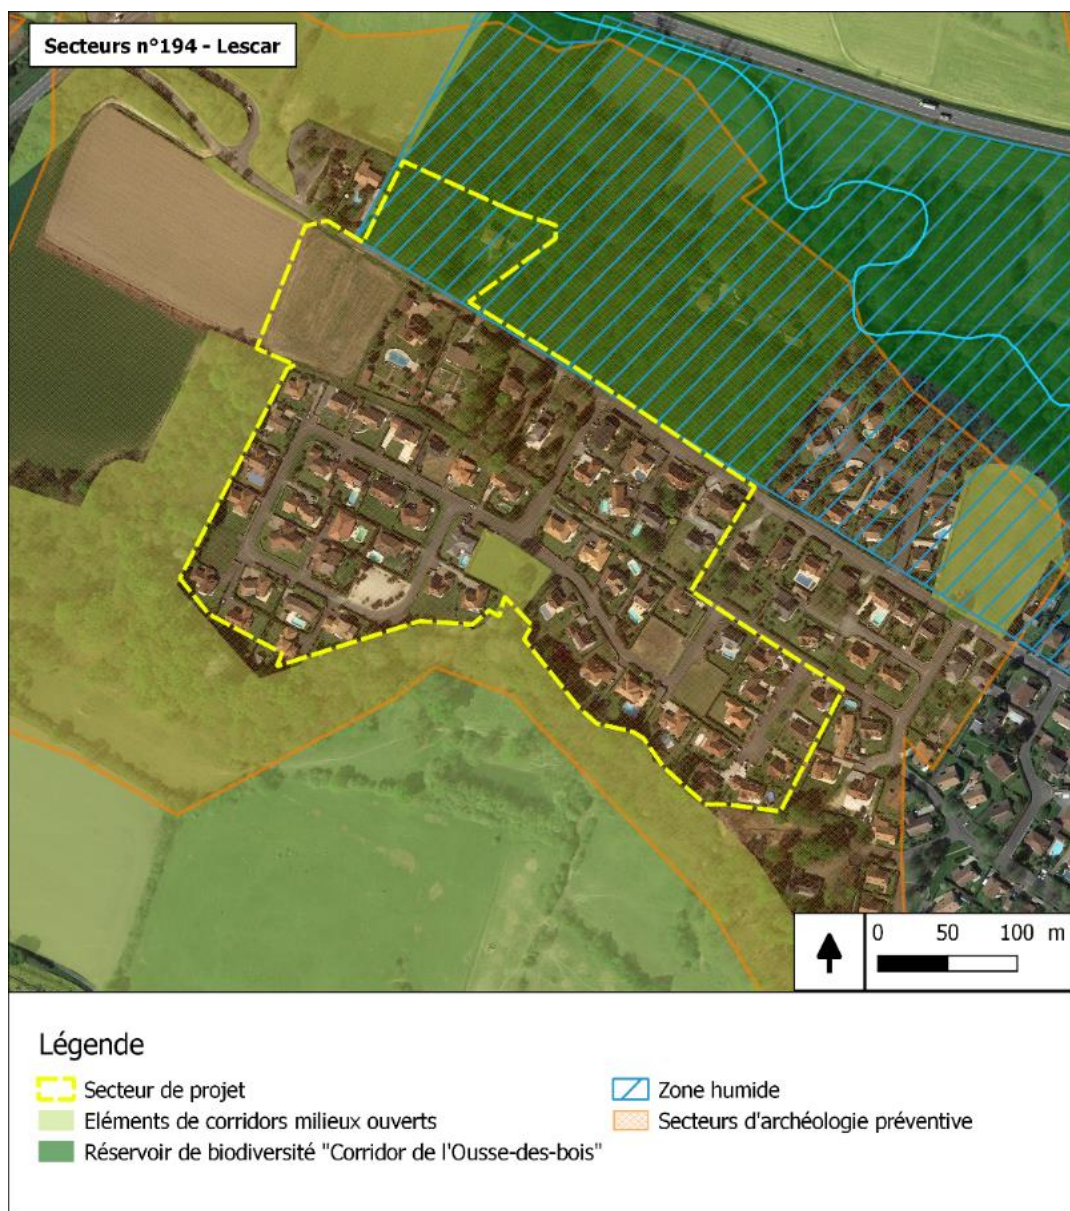 Secteurs n°194 - Lescar
0 50 100 m
Légende
Secteur de projet
Eléments de corridors milieux ouverts
Réservoir de biodiversité "Corridor de l'Ousse-des-bois"
Zone humide
Secteurs d'archéologie préventive